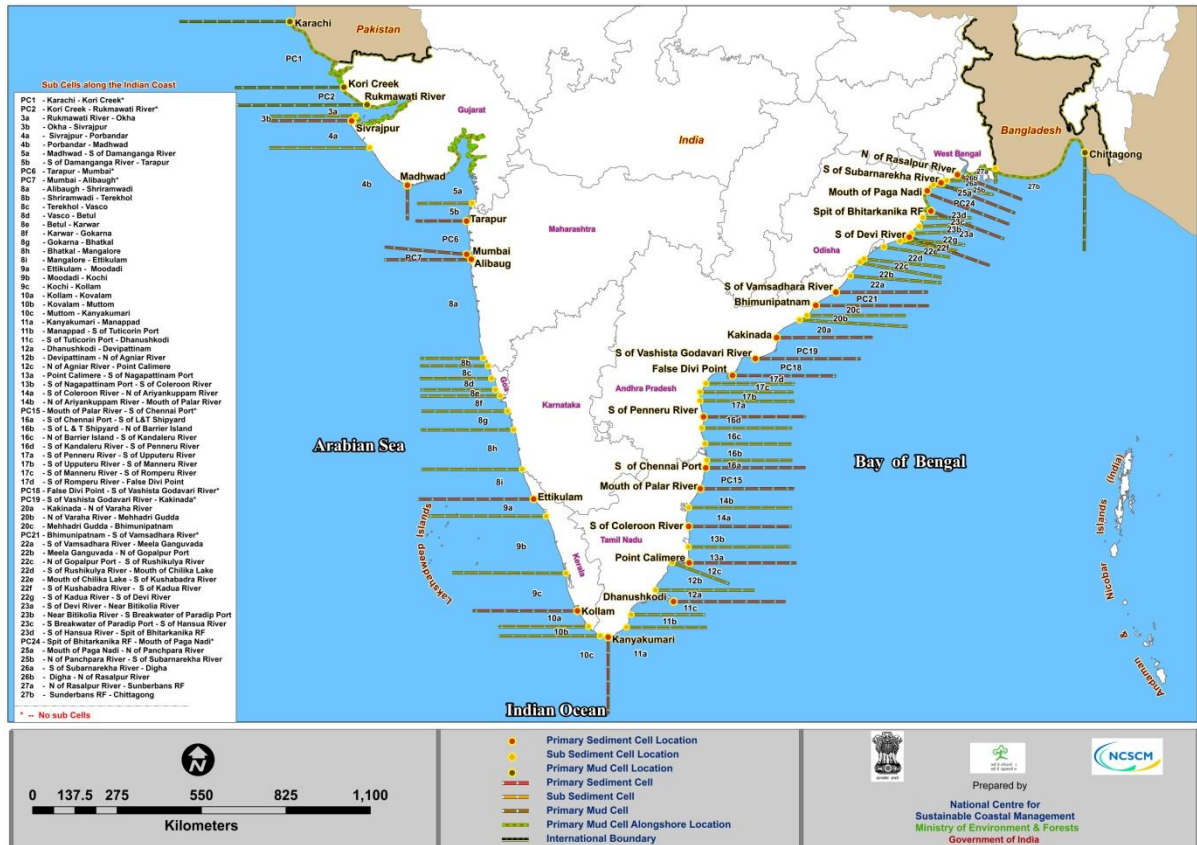 Karachi
Pakistan
PC1
Kori Creek
PC2
Rukmawati River
3a
3b
Sivrajpur
4a
Gujarat
4b
Madhwad
5a
5b
Tarapur
PC6
Mumbai
PC7
Alibaug
8a
8b
8c
8d
8e
8f
8g
8h
8i
Goa
Ettikulam
9a
9b
9c
Kollam
10a
10b
10c
Kanyakumari
11a
11b
11c
Dhanushkodi
12a
12b
12c
Point Calimere
13a
13b
S of Coleroon River
14a
14b
Mouth of Palar River
PC15
S of Chennai Port
16a
16b
16c
16d
S of Penneru River
17a
17b
17c
17d
False Divi Point
PC18
S of Vashista Godavari River
PC19
Kakinada
20a
20b
20c
Bhimunipatnam
PC21
S of Vamsadhara River
22a
22b
22c
22d
22e
22f
22g
S of Devi River
23a
23b
23c
23d
Spit of Bhitarkanika RF
PC24
Mouth of Paga Nadi
25a
25b
S of Subarnarekha River
26a
26b
N of Rasalpur River
27a
27b
West Bengal
Bangladesh
Chittagong
India
Maharashtra
Odisha
Andhra Pradesh
Karnataka
Tamil Nadu
Kerala
Arabian Sea
Bay of Bengal
Indian Ocean
Lakshadweep Islands
Andaman & Nicobar Islands (India)
Sub Cells along the Indian Coast
PC1 - Karachi - Kori Creek*
PC2 - Kori Creek - Rukmawati River*
3a - Rukmawati River - Okha
3b - Okha - Sivrajpur
4a - Sivrajpur - Porbandar
4b - Porbandar - Madhwad
5a - Madhwad - S of Damanganga River
5b - S of Damanganga River - Tarapur
PC6 - Tarapur - Mumbai*
PC7 - Mumbai - Alibaugh*
8a - Alibaugh - Shriramwadi
8b - Shriramwadi - Terekhol
8c - Terekhol - Vasco
8d - Vasco - Betul
8e - Betul - Karwar
8f - Karwar - Gokarna
8g - Gokarna - Bhatkal
8h - Bhatkal - Mangalore
8i - Mangalore - Ettikulam
9a - Ettikulam - Moodadi
9b - Moodadi - Kochi
9c - Kochi - Kollam
10a - Kollam - Kovalam
10b - Kovalam - Muttom
10c - Muttom - Kanyakumari
11a - Kanyakumari - Manappad
11b - Manappad - S of Tuticorin Port
11c - S of Tuticorin Port - Dhanushkodi
12a - Dhanushkodi - Devipattinam
12b - Devipattinam - N of Agniar River
12c - N of Agniar River - Point Calimere
13a - Point Calimere - S of Nagapattinam Port
13b - S of Nagapattinam Port - S of Coleroon River
14a - S of Coleroon River - N of Ariyankuppam River
14b - N of Ariyankuppam River - Mouth of Palar River
PC15 - Mouth of Palar River - S of Chennai Port*
16a - S of Chennai Port - S of L&T Shipyard
16b - S of L & T Shipyard - N of Barrier Island
16c - N of Barrier Island - S of Kandaleru River
16d - S of Kandaleru River - S of Penneru River
17a - S of Penneru River - S of Upputeru River
17b - S of Upputeru River - S of Manneru River
17c - S of Manneru River - S of Romperu River
17d - S of Romperu River - False Divi Point
PC18 - False Divi Point - S of Vashista Godavari River*
PC19 - S of Vashista Godavari River - Kakinada*
20a - Kakinada - N of Varaha River
20b - N of Varaha River - Mehhadri Gudda
20c - Mehhadri Gudda - Bhimunipatnam
PC21 - Bhimunipatnam - S of Vamsadhara River*
22a - S of Vamsadhara River - Meela Ganguvada
22b - Meela Ganguvada - N of Gopalpur Port
22c - N of Gopalpur Port - S of Rushikulya River
22d - S of Rushikulya River - Mouth of Chilika Lake
22e - Mouth of Chilika Lake - S of Kushabadra River
22f - S of Kushabadra River - S of Kadua River
22g - S of Kadua River - S of Devi River
23a - S of Devi River - Near Bitikolia River
23b - Near Bitikolia River - S Breakwater of Paradip Port
23c - S Breakwater of Paradip Port - S of Hansua River
23d - S of Hansua River - Spit of Bhitarkanika RF
PC24 - Spit of Bhitarkanika RF - Mouth of Paga Nadi*
25a - Mouth of Paga Nadi - N of Panchpara River
25b - N of Panchpara River - S of Subarnarekha River
26a - S of Subarnarekha River - Digha
26b - Digha - N of Rasalpur River
27a - N of Rasalpur River - Sunberbans RF
27b - Sunderbans RF - Chittagong
* -- No sub Cells
N
0 137.5 275 550 825 1,100
Kilometers
Primary Sediment Cell Location
Sub Sediment Cell Location
Primary Mud Cell Location
Primary Sediment Cell
Sub Sediment Cell
Primary Mud Cell
Primary Mud Cell Alongshore Location
International Boundary
NCSCM
Prepared by
National Centre for
Sustainable Coastal Management
Ministry of Environment & Forests
Government of India